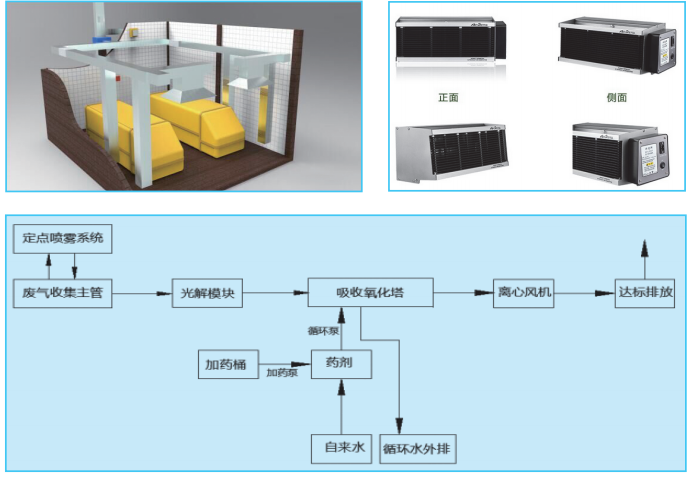 正面
侧面
定点喷雾系统
废气收集主管
光解模块
吸收氧化塔
离心风机
达标排放
循环泵
加药桶
加药泵
药剂
自来水
循环水外排